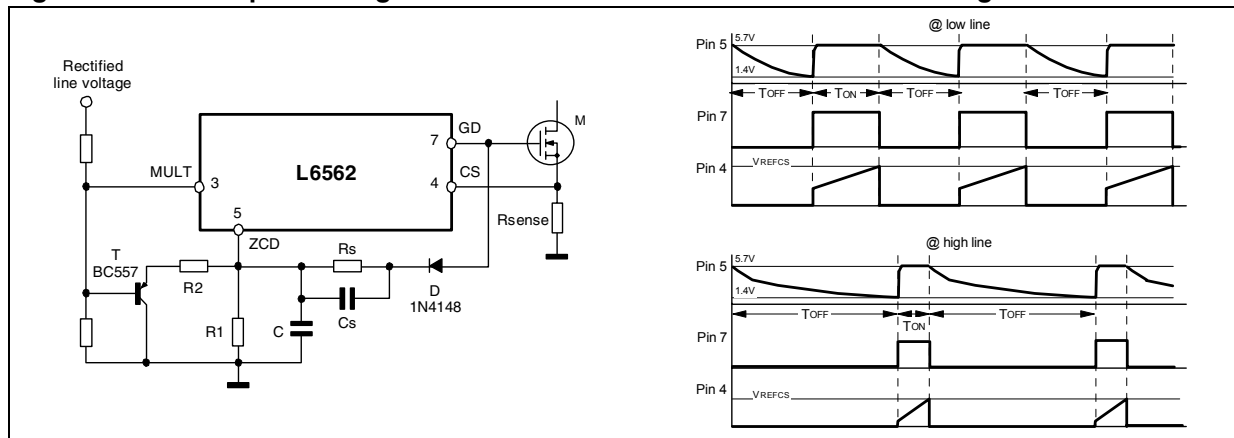 Rectified
line voltage
MULT
3
L6562
7
GD
M
4
CS
5
ZCD
Rsense
T
BC557
R2
R1
Rs
C
Cs
D
1N4148
@ low line
Pin 5
5.7V
1.4V
TOFF
TON
TOFF
TOFF
Pin 7
Pin 4
VREFCS
@ high line
Pin 5
5.7V
1.4V
TOFF
TON
TOFF
Pin 7
Pin 4
VREFCS